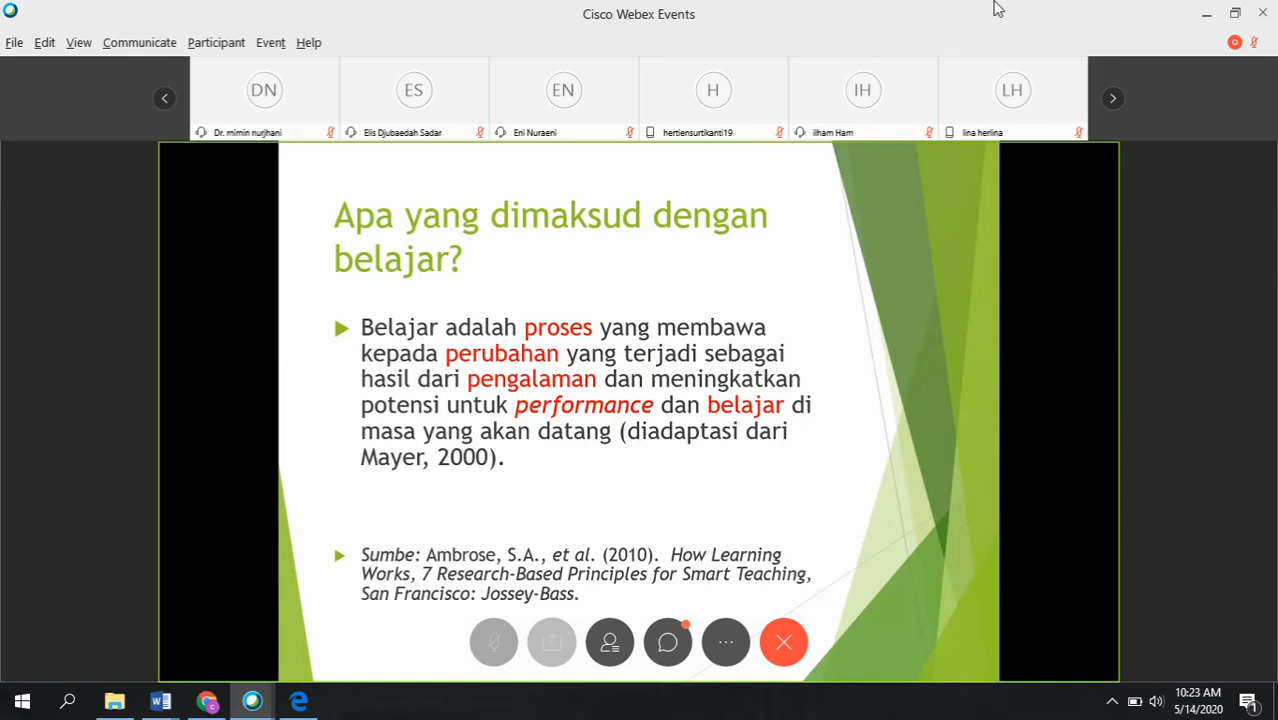 Cisco Webex Events
File Edit View Communicate Participant Event Help
DN ES EN H IH LH
Dr. mimin nurjhani Elis Djubaedah Sadar Eni Nuraeni hertiensurtikanti19 ilham Ham lina herlina
Apa yang dimaksud dengan
belajar?
Belajar adalah proses yang membawa
kepada perubahan yang terjadi sebagai
hasil dari pengalaman dan meningkatkan
potensi untuk performance dan belajar di
masa yang akan datang (diadaptasi dari
Mayer, 2000).
Sumbe: Ambrose, S.A., et al. (2010). How Learning
Works, 7 Research-Based Principles for Smart Teaching,
San Francisco: Jossey-Bass.
10:23 AM
5/14/2020
1